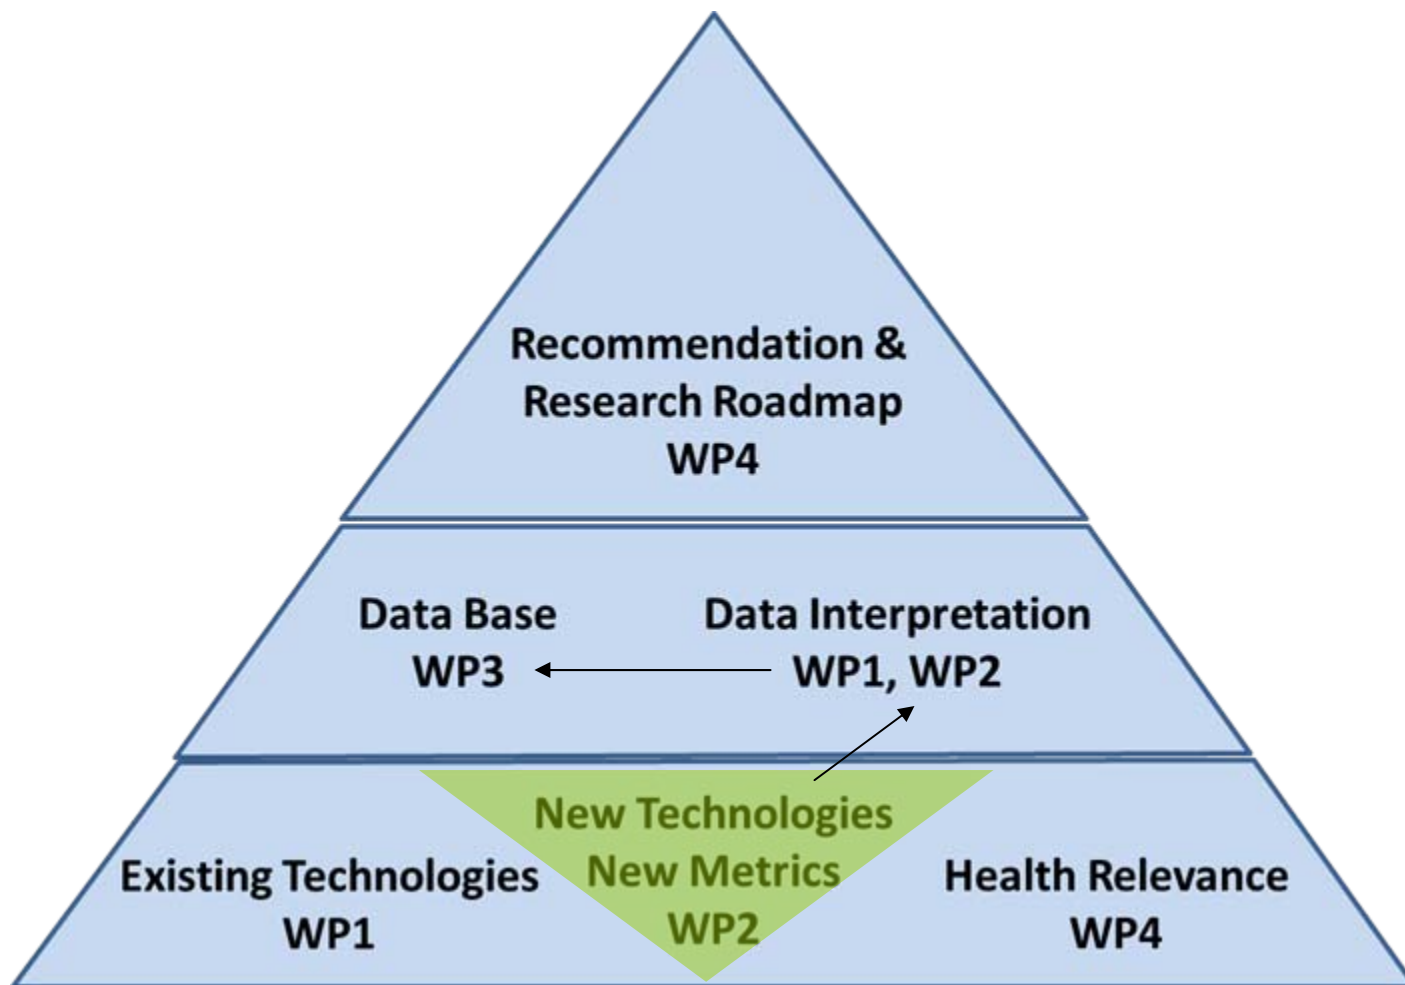 Recommendation &
Research Roadmap
WP4
Data Base
WP3
Data Interpretation
WP1, WP2
New Technologies
New Metrics
WP2
Existing Technologies
WP1
Health Relevance
WP4